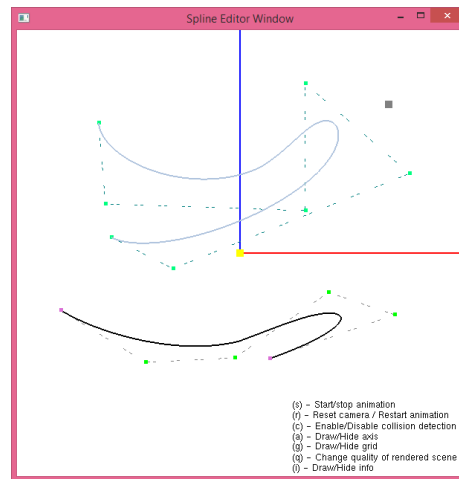 Spline Editor Window
(s) - Start/stop animation
(r) - Reset camera / Restart animation
(c) - Enable/Disable collision detection
(a) - Draw/Hide axis
(g) - Draw/Hide grid
(q) - Change quality of rendered scene
(i) - Draw/Hide info